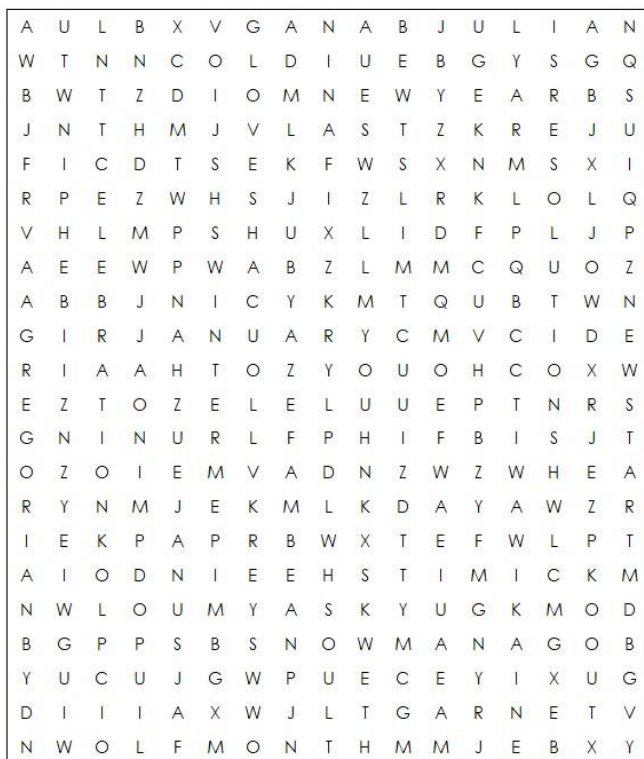 A U L B X V G A N A B J U L I A N
W T N N C O L D I U E B G Y S G Q
B W T Z D I O M N E W Y E A R B S
J N T H M J V L A S T Z K R E J U
F I C D T S E K F W S X N M S X I
R P E Z W H S J I Z L R K L O L Q
V H L M P S H U X L I D F P L J P
A E E W P W A B Z L M M C Q U O Z
A B B J N I C Y K M T Q U B T W N
G I R J A N U A R Y C M V C I D E
R I A A H T O Z Y O U O H C O X W
E Z T O Z E L E L U U E P T N R S
G N I N U R L F P H I F B I S J T
O Z O I E M V A D N Z W Z W H E A
R Y N M J E K M L K D A Y A W Z R
I E K P A P R B W X T E F W L P T
A I O D N I E E H S T I M I C K M
N W L O U M Y A S K Y U G K M O D
B G P P S B S N O W M A N A G O B
Y U C U J G W P U E C E Y I X U G
D I I I A X W J L T G A R N E T V
N W O L F M O N T H M M J E B X Y